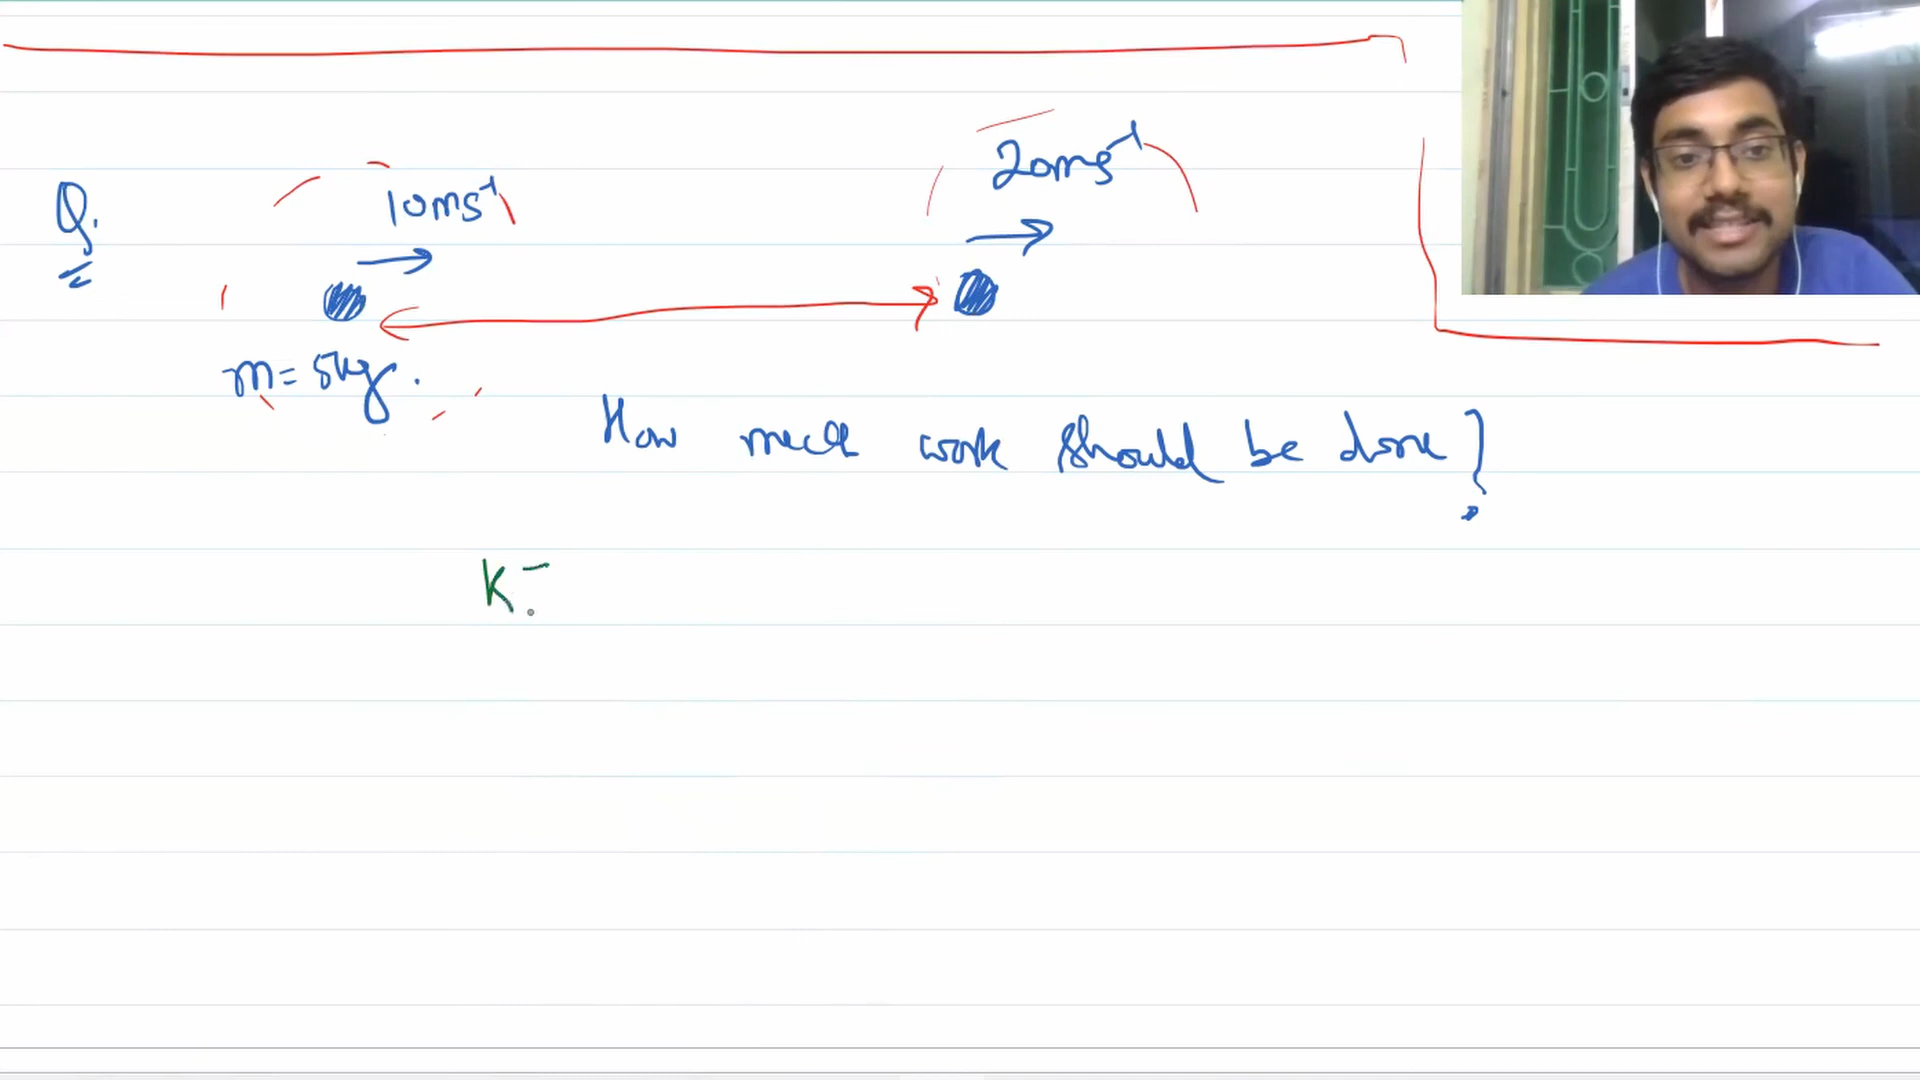 Q.
10ms⁻¹
20ms⁻¹
m = 5kg.
How much work should be done?
K